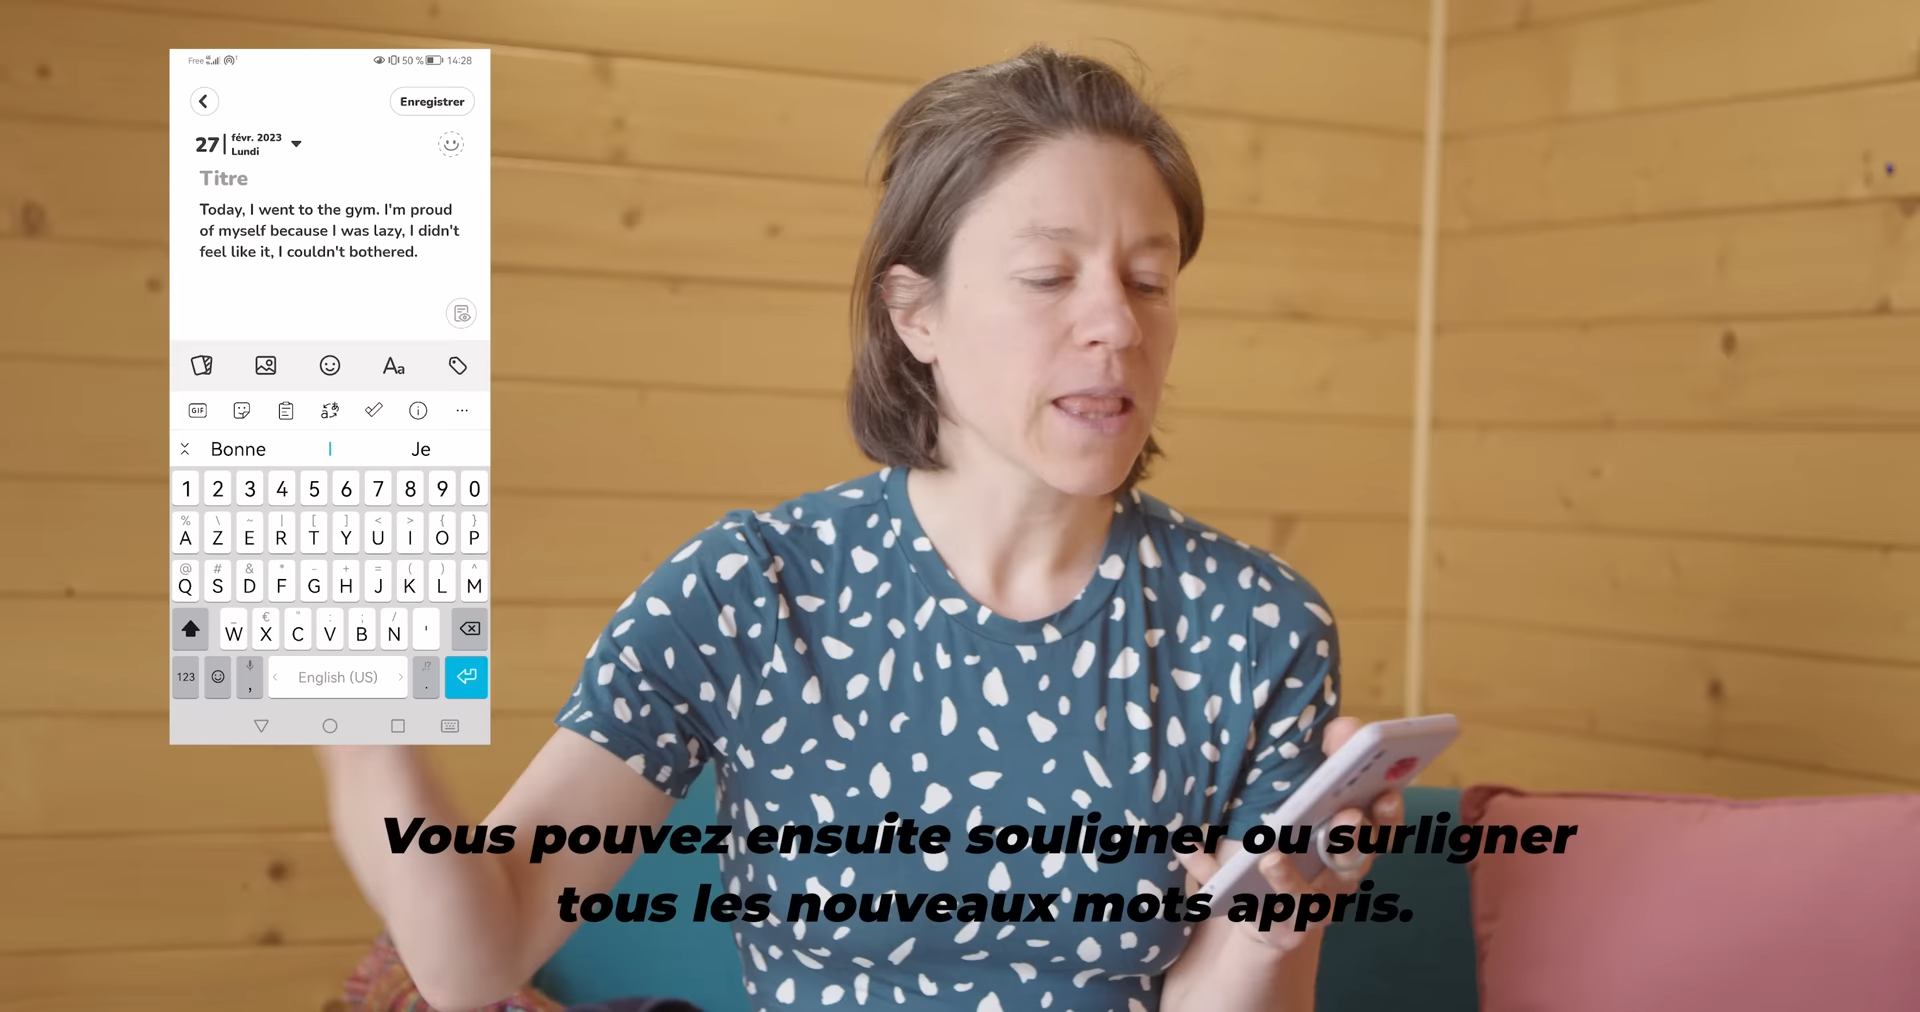 Free 14:28
50 %
Enregistrer
27 févr. 2023
Lundi
Titre
Today, I went to the gym. I'm proud
of myself because I was lazy, I didn't
feel like it, I couldn't bothered.
Aa
GIF
Bonne I Je
1 2 3 4 5 6 7 8 9 0
% \ ~ | [ ] < > { }
A Z E R T Y U I O P
@ # & * - + = ( ) ^
Q S D F G H J K L M
_ € " : ; /
W X C V B N '
123 , English (US) .
Vous pouvez ensuite souligner ou surligner
tous les nouveaux mots appris.